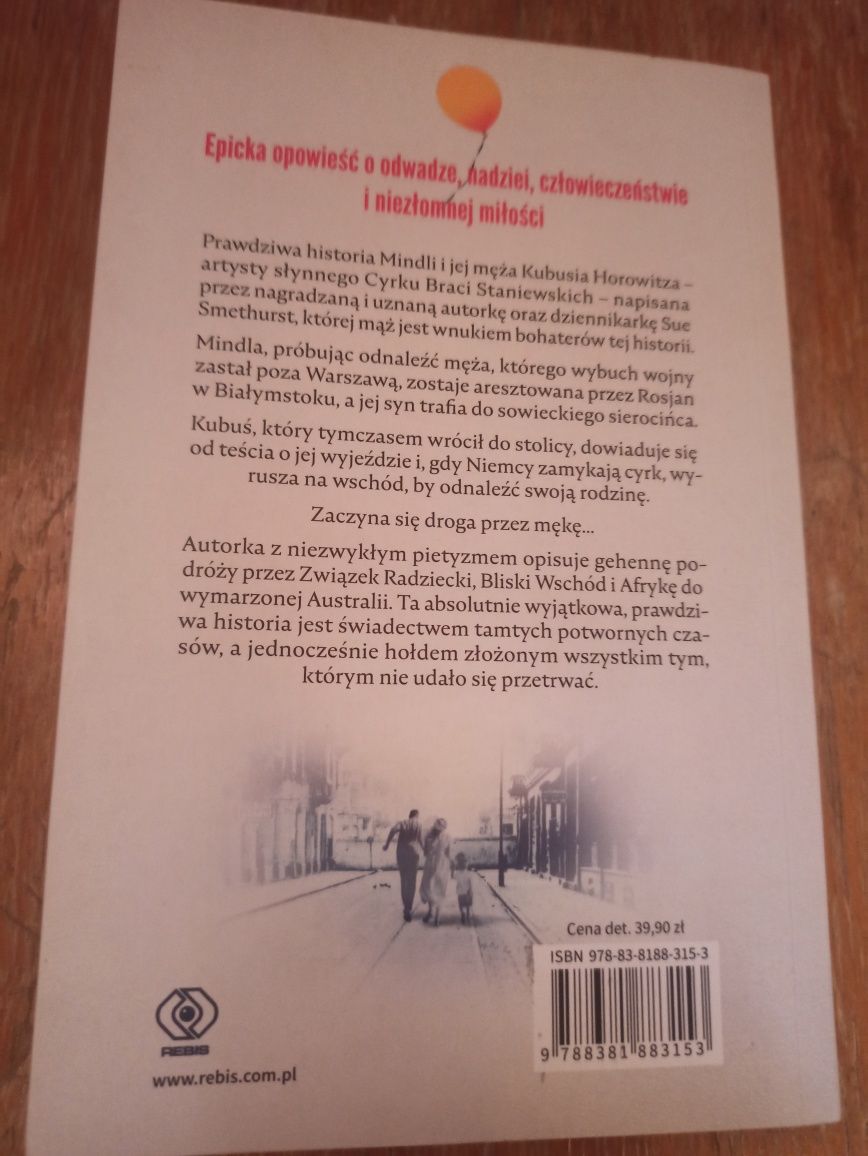 Epicka opowieść o odwadze, nadziei, człowieczeństwie
i niezłomnej miłości
Prawdziwa historia Mindli i jej męża Kubusia Horowitza –
artysty słynnego Cyrku Braci Staniewskich – napisana
przez nagradzaną i uznaną autorkę oraz dziennikarkę Sue
Smethurst, której mąż jest wnukiem bohaterów tej historii.
Mindla, próbując odnaleźć męża, którego wybuch wojny
zastał poza Warszawą, zostaje aresztowana przez Rosjan
w Białymstoku, a jej syn trafia do sowieckiego sierocińca.
Kubuś, który tymczasem wrócił do stolicy, dowiaduje się
od teścia o jej wyjeździe i, gdy Niemcy zamykają cyrk, wy-
rusza na wschód, by odnaleźć swoją rodzinę.
Zaczyna się droga przez mękę...
Autorka z niezwykłym pietyzmem opisuje gehennę po-
dróży przez Związek Radziecki, Bliski Wschód i Afrykę do
wymarzonej Australii. Ta absolutnie wyjątkowa, prawdzi-
wa historia jest świadectwem tamtych potwornych cza-
sów, a jednocześnie hołdem złożonym wszystkim tym,
którym nie udało się przetrwać.
Cena det. 39,90 zł
ISBN 978-83-8188-315-3
9 788381 883153
REBIS
www.rebis.com.pl